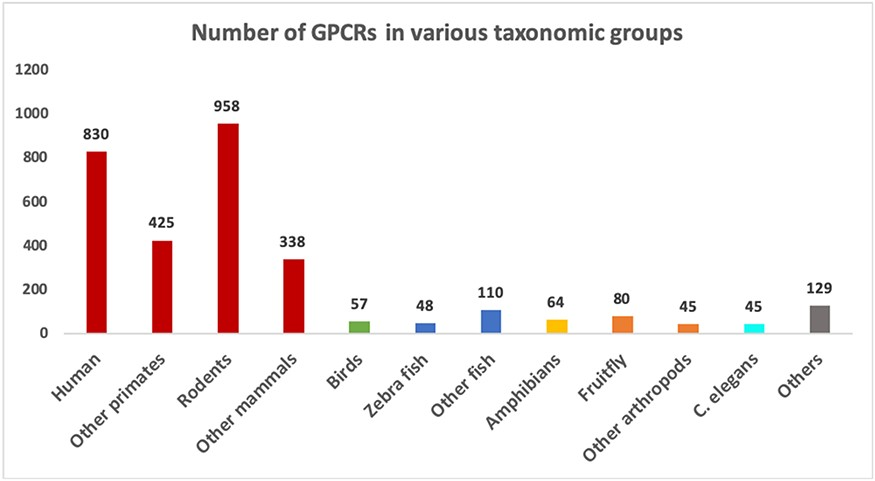 Number of GPCRs in various taxonomic groups
1200
1000
800
600
400
200
0
830
425
958
338
57
48
110
64
80
45
45
129
Human
Other primates
Rodents
Other mammals
Birds
Zebra fish
Other fish
Amphibians
Fruitfly
Other arthropods
C. elegans
Others